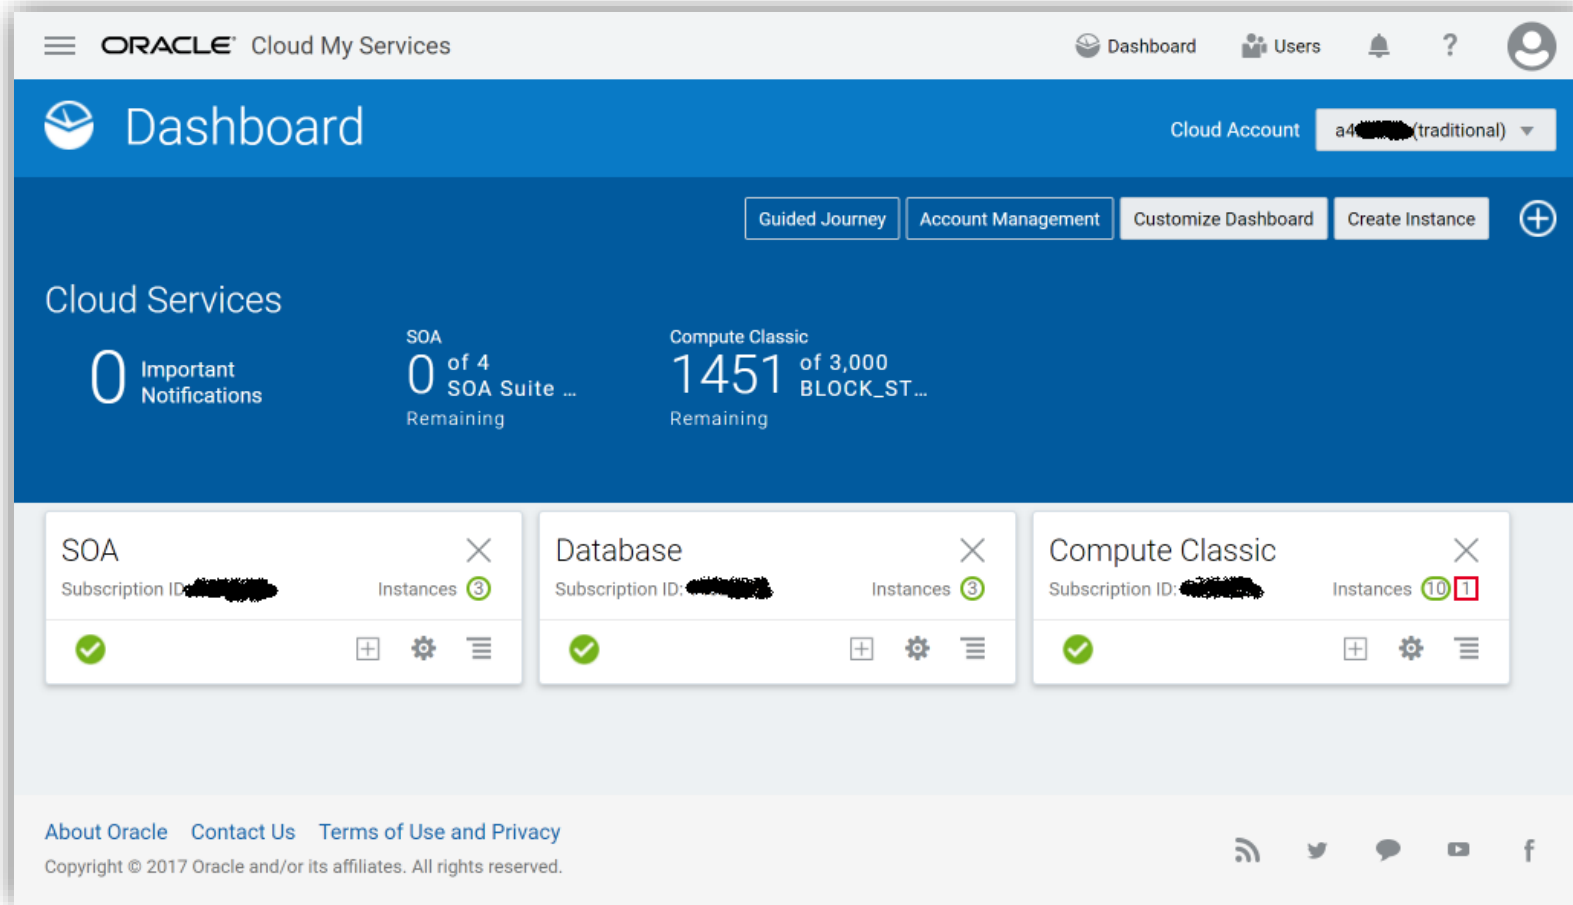 ORACLE Cloud My Services
Dashboard
Users
?
Dashboard
Cloud Account
a4 (traditional)
Guided Journey
Account Management
Customize Dashboard
Create Instance
Cloud Services
0 Important
Notifications
SOA
0 of 4
SOA Suite ...
Remaining
Compute Classic
1451 of 3,000
BLOCK_ST...
Remaining
SOA
Subscription ID
Instances 3
Database
Subscription ID:
Instances 3
Compute Classic
Subscription ID:
Instances 10 1
About Oracle Contact Us Terms of Use and Privacy
Copyright © 2017 Oracle and/or its affiliates. All rights reserved.